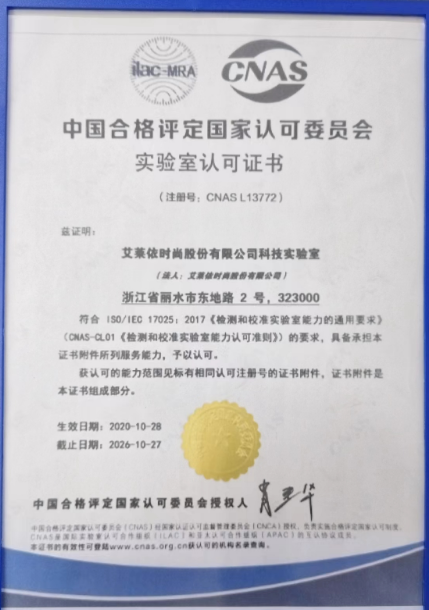 ilac-MRA
CNAS
中国合格评定国家认可委员会
实验室认可证书
（注册号：CNAS L13772）
兹证明：
艾莱依时尚股份有限公司科技实验室
（法人：艾莱依时尚股份有限公司）
浙江省丽水市东地路 2 号，323000
符合 ISO/IEC 17025：2017《检测和校准实验室能力的通用要求》
（CNAS-CL01《检测和校准实验室能力认可准则》）的要求，具备承担本
证书附件所列服务能力，予以认可。
获认可的能力范围见标有相同认可注册号的证书附件，证书附件是
本证书组成部分。
生效日期：2020-10-28
截止日期：2026-10-27
中国合格评定国家认可委员会授权人
中国合格评定国家认可委员会（CNAS）经国家认证认可监督管理委员会（CNCA）授权，负责实施合格评定国家认可制度。
CNAS是国际实验室认可合作组织（ILAC）和亚太认可合作组织（APAC）的互认协议成员。
本证书的有效性可登陆www.cnas.org.cn获认可的机构名录查询。